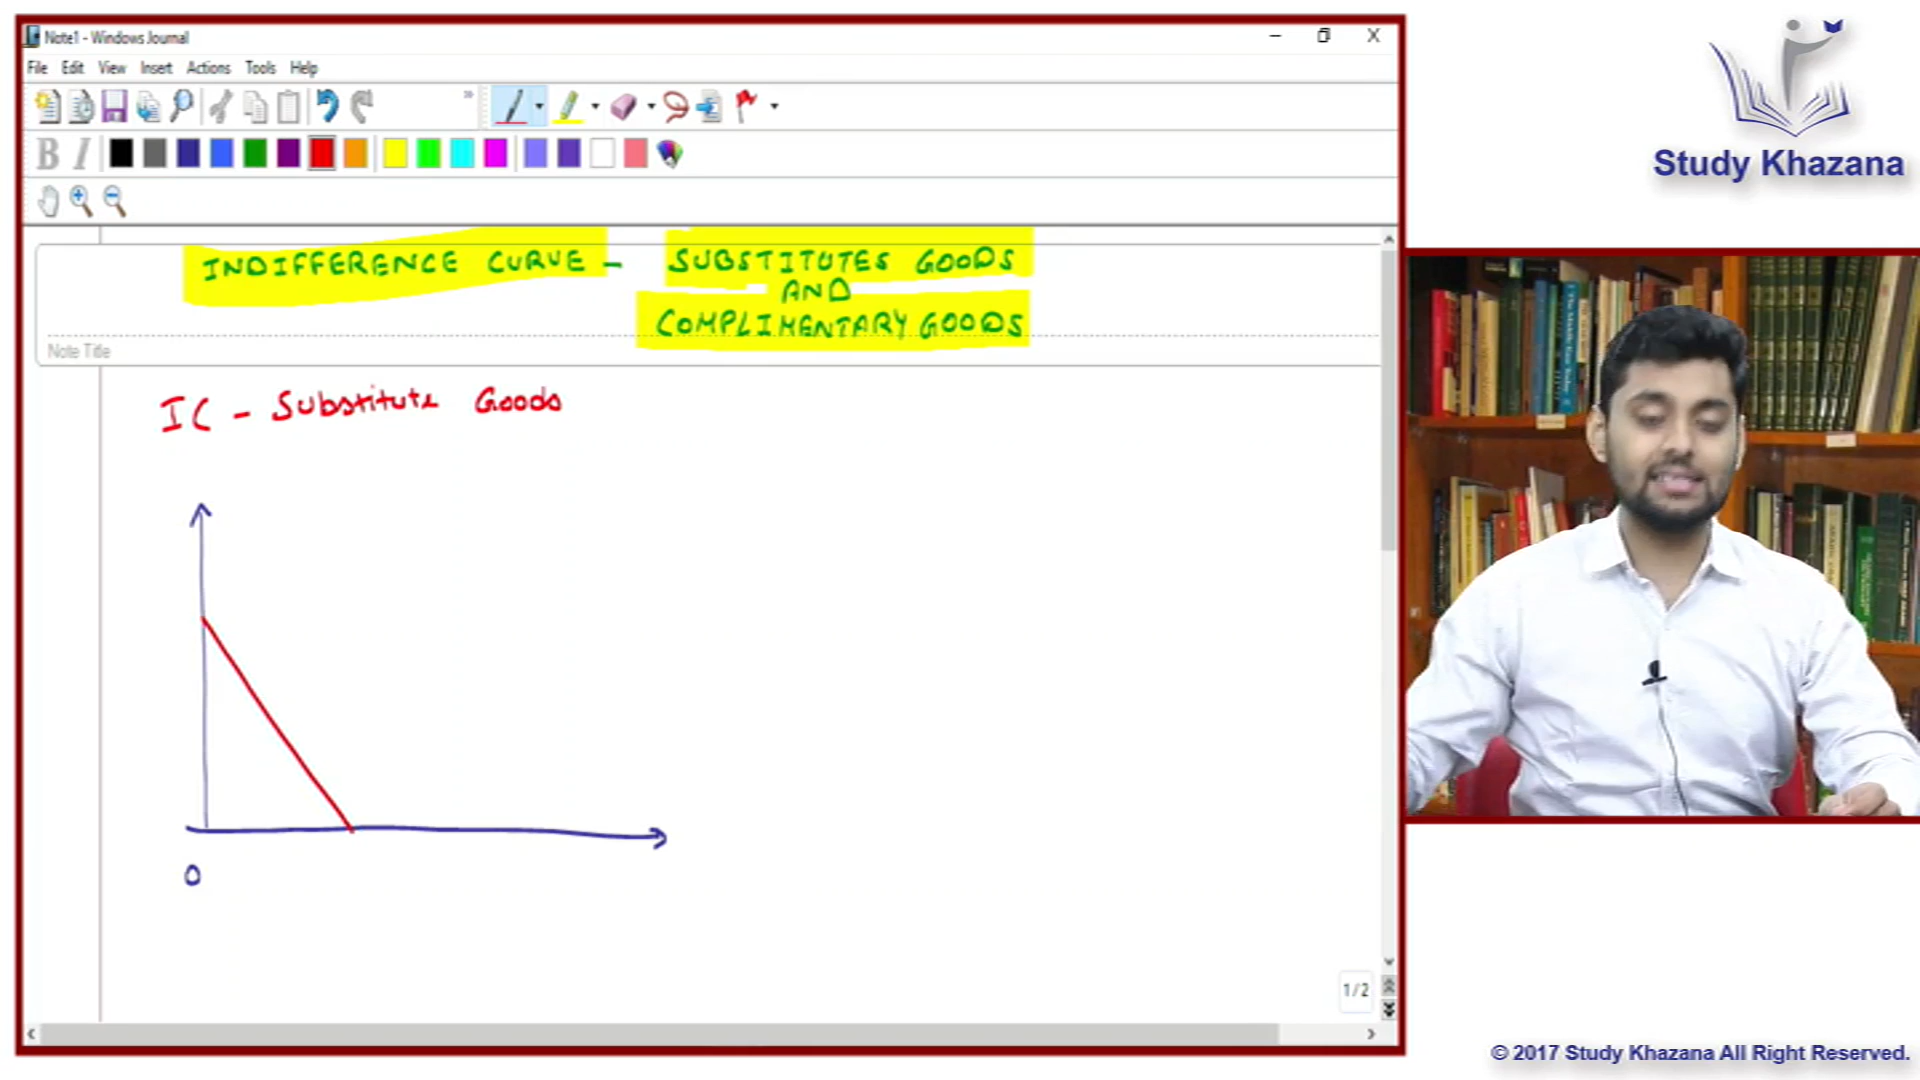 Note1 - Windows Journal
File Edit View Insert Actions Tools Help
B I
INDIFFERENCE CURVE - SUBSTITUTES GOODS
AND
COMPLIMENTARY GOODS
Note Title
IC - Substitute Goods
0
1/2
Study Khazana
© 2017 Study Khazana All Right Reserved.